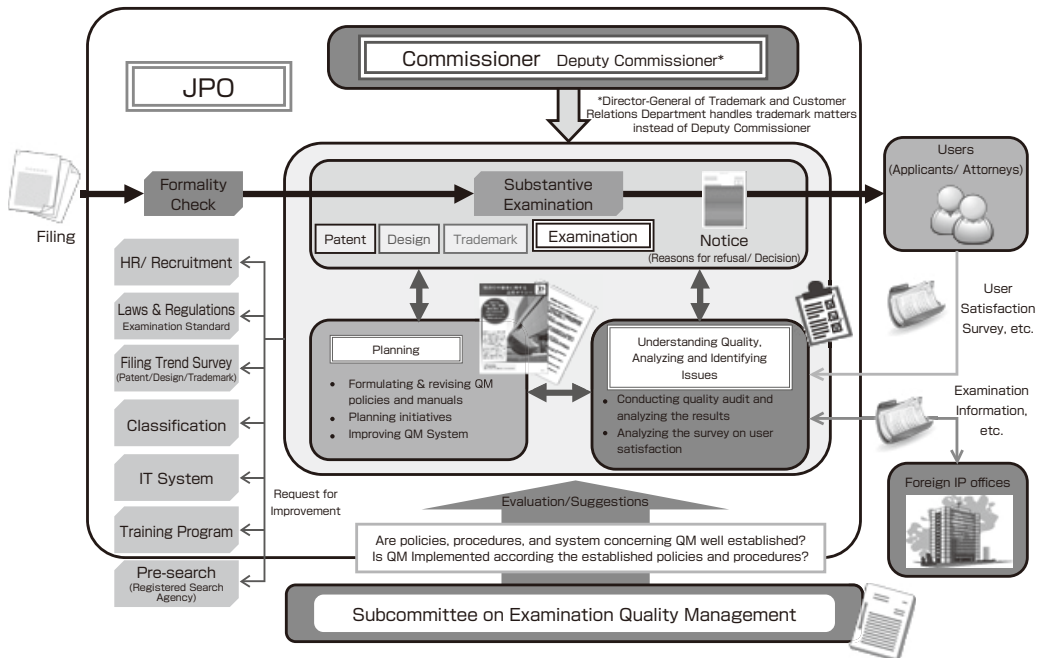 Commissioner Deputy Commissioner*
JPO
*Director-General of Trademark and Customer
Relations Department handles trademark matters
instead of Deputy Commissioner
Filing
Formality
Check
Substantive
Examination
Patent
Design
Trademark
Examination
Notice
(Reasons for refusal/ Decision)
Users
(Applicants/ Attorneys)
User
Satisfaction
Survey, etc.
HR/ Recruitment
Laws & Regulations
Examination Standard
Filing Trend Survey
(Patent/Design/Trademark)
Classification
IT System
Training Program
Pre-search
(Registered Search
Agency)
Request for
Improvement
Planning
• Formulating & revising QM
policies and manuals
• Planning initiatives
• Improving QM System
Understanding Quality,
Analyzing and Identifying
Issues
• Conducting quality audit and
analyzing the results
• Analyzing the survey on user
satisfaction
Examination
Information,
etc.
Foreign IP offices
Evaluation/Suggestions
Are policies, procedures, and system concerning QM well established?
Is QM Implemented according the established policies and procedures?
Subcommittee on Examination Quality Management